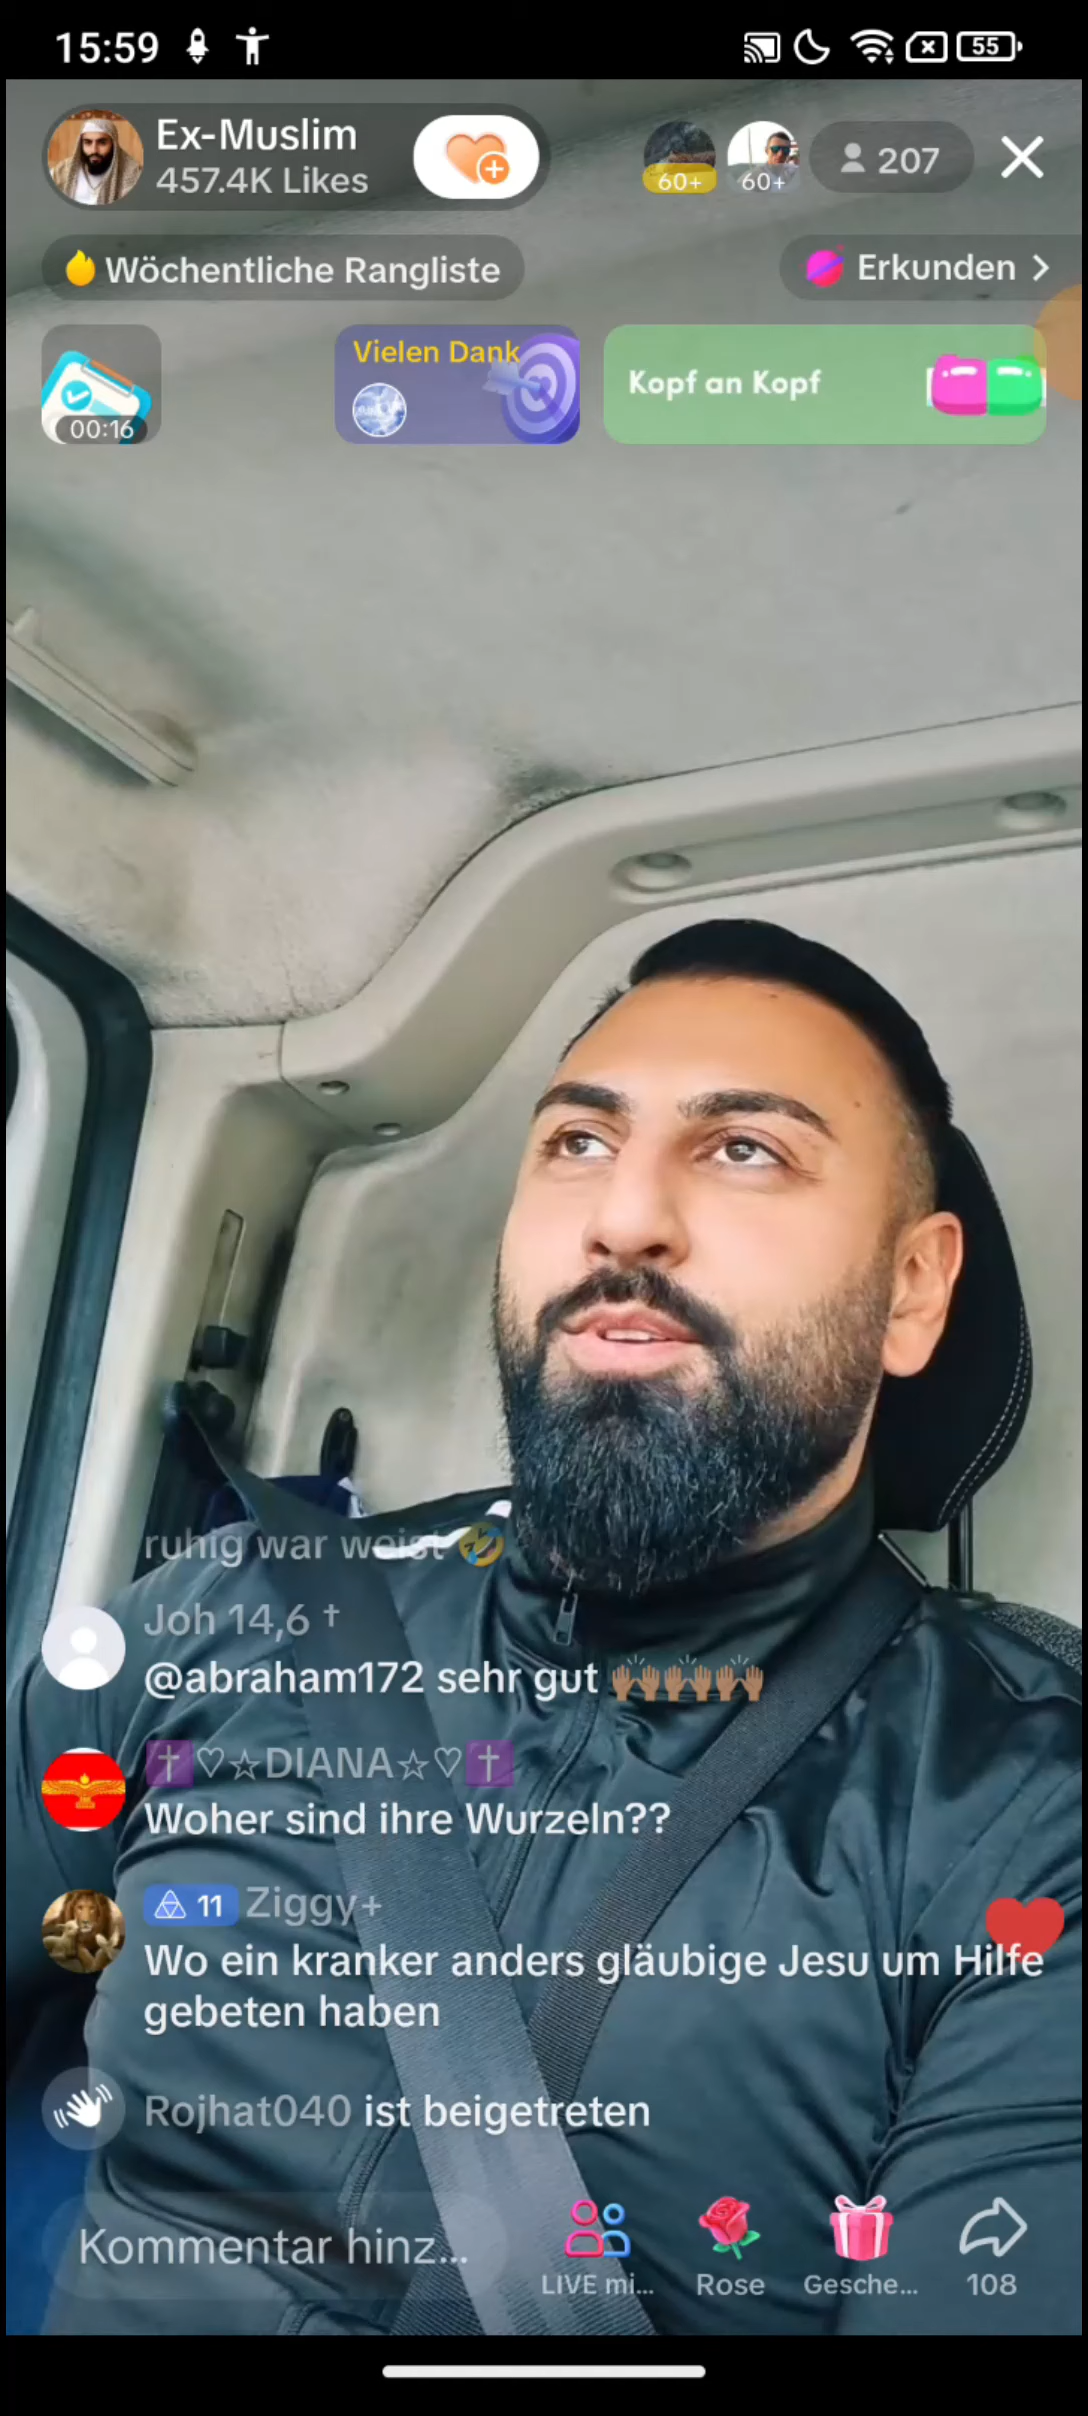 15:59
55
Ex-Muslim
457.4K Likes
60+
60+
207
Wöchentliche Rangliste
Erkunden
00:16
Vielen Dank
Kopf an Kopf
ruhig war weist 🤣
Joh 14,6 †
@abraham172 sehr gut 🙌🏽🙌🏽🙌🏽
✝️♡☆DIANA☆♡✝️
Woher sind ihre Wurzeln??
11 Ziggy+
Wo ein kranker anders gläubige Jesu um Hilfe
gebeten haben
Rojhat040 ist beigetreten
Kommentar hinz...
LIVE mi...
Rose
Gesche...
108